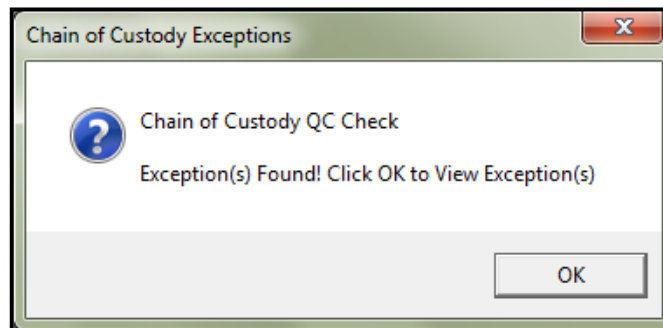 Chain of Custody Exceptions
Chain of Custody QC Check
Exception(s) Found! Click OK to View Exception(s)
OK